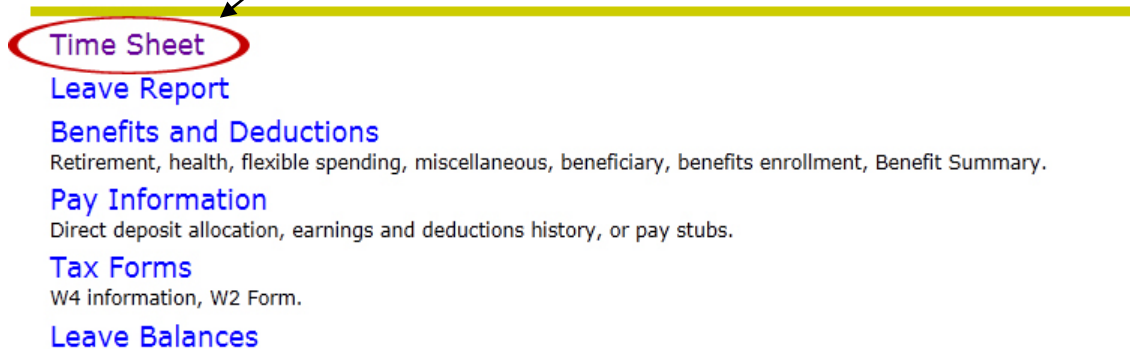 Time Sheet
Leave Report
Benefits and Deductions
Retirement, health, flexible spending, miscellaneous, beneficiary, benefits enrollment, Benefit Summary.
Pay Information
Direct deposit allocation, earnings and deductions history, or pay stubs.
Tax Forms
W4 information, W2 Form.
Leave Balances